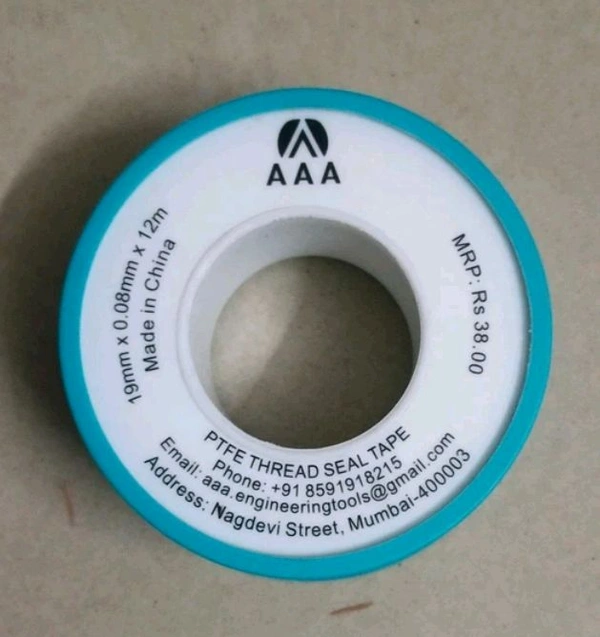 AAA
19mm x 0.08mm x 12m
Made in China
MRP: Rs 38.00
PTFE THREAD SEAL TAPE
Phone: +91 8591918215
Email: aaa.engineeringtools@gmail.com
Address: Nagdevi Street, Mumbai-400003